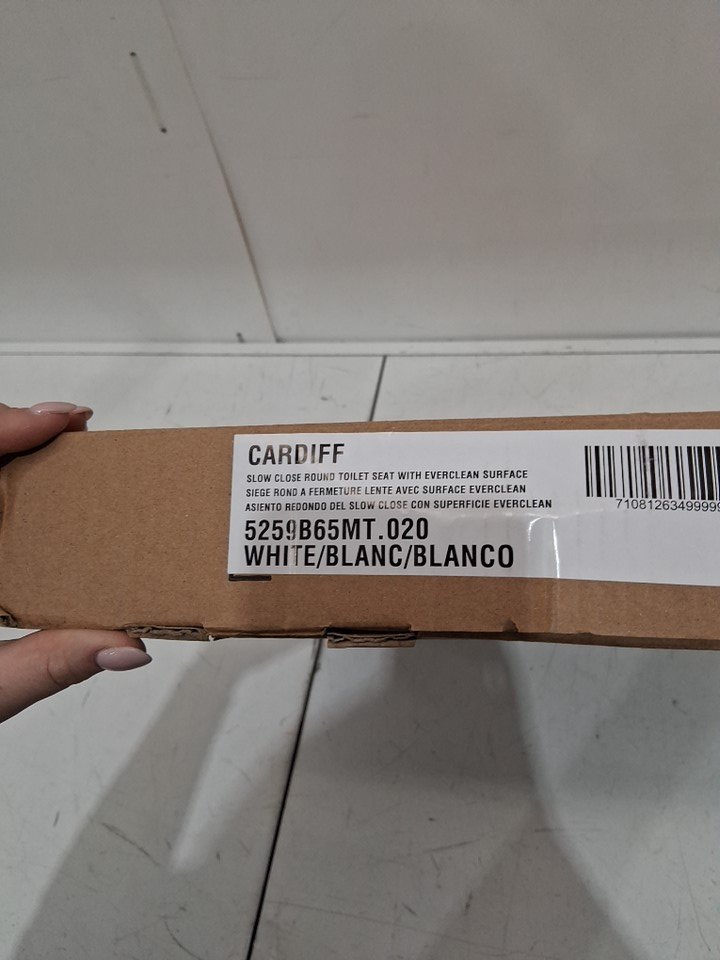 CARDIFF
SLOW CLOSE ROUND TOILET SEAT WITH EVERCLEAN SURFACE
SIEGE ROND A FERMETURE LENTE AVEC SURFACE EVERCLEAN
ASIENTO REDONDO DEL SLOW CLOSE CON SUPERFICIE EVERCLEAN
5259B65MT.020
WHITE/BLANC/BLANCO
71081263499999